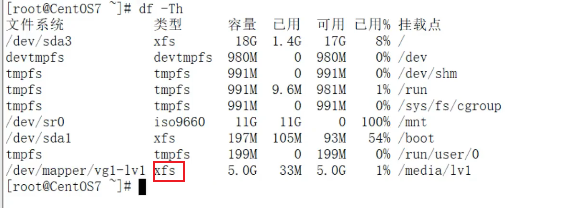 [root@CentOS7 ~]# df -Th
文件系统 类型 容量 已用 可用 已用% 挂载点
/dev/sda3 xfs 18G 1.4G 17G 8% /
devtmpfs devtmpfs 980M 0 980M 0% /dev
tmpfs tmpfs 991M 0 991M 0% /dev/shm
tmpfs tmpfs 991M 9.6M 981M 1% /run
tmpfs tmpfs 991M 0 991M 0% /sys/fs/cgroup
/dev/sr0 iso9660 11G 11G 0 100% /mnt
/dev/sda1 xfs 197M 105M 93M 54% /boot
tmpfs tmpfs 199M 0 199M 0% /run/user/0
/dev/mapper/vg1-lv1 xfs 5.0G 33M 5.0G 1% /media/lv1
[root@CentOS7 ~]#